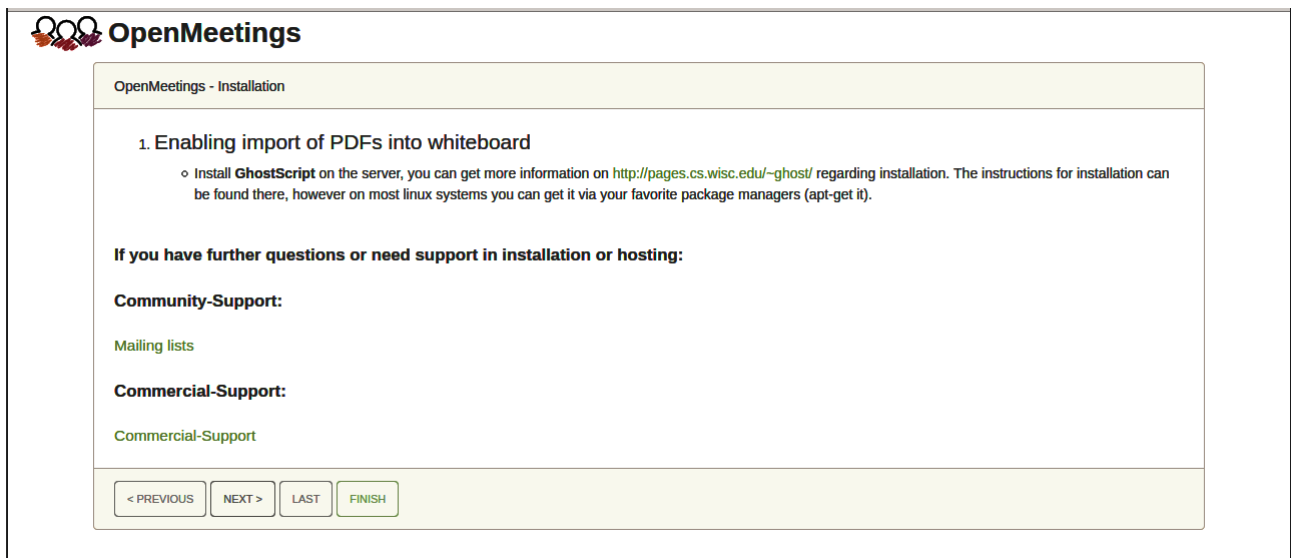 OpenMeetings
OpenMeetings - Installation
1. Enabling import of PDFs into whiteboard
Install GhostScript on the server, you can get more information on http://pages.cs.wisc.edu/~ghost/ regarding installation. The instructions for installation can
be found there, however on most linux systems you can get it via your favorite package managers (apt-get it).
If you have further questions or need support in installation or hosting:
Community-Support:
Mailing lists
Commercial-Support:
Commercial-Support
< PREVIOUS NEXT > LAST FINISH